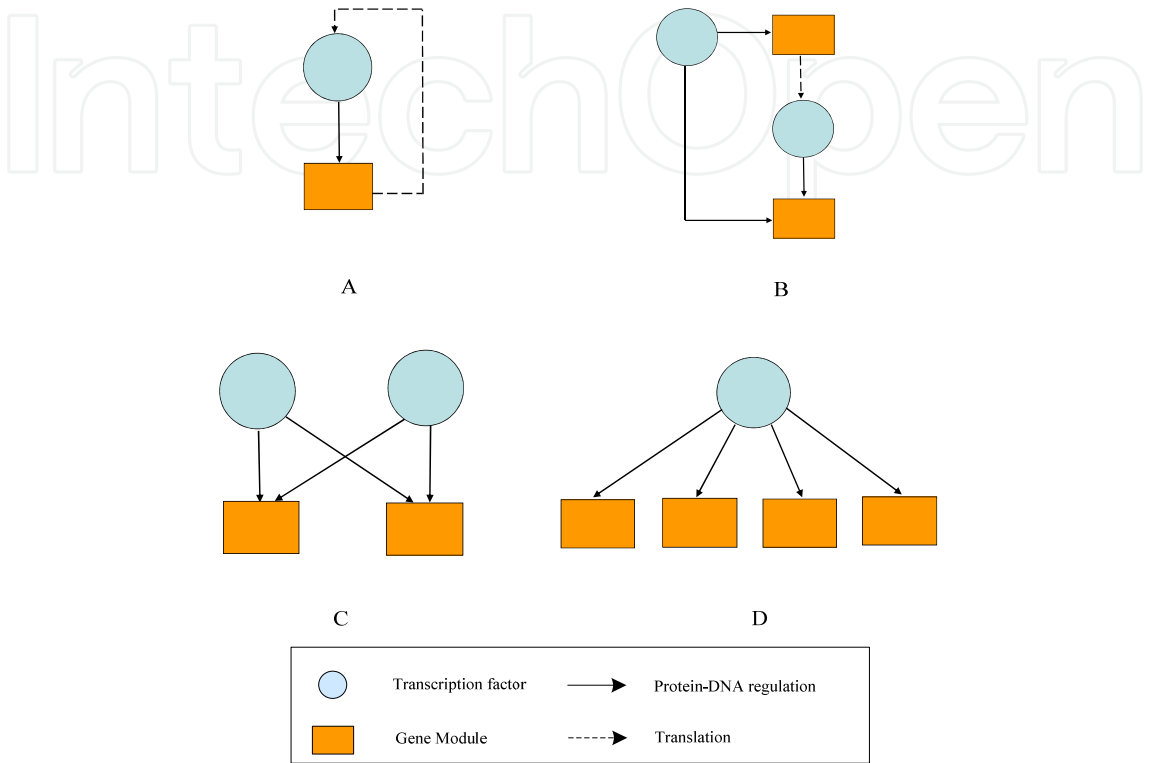 IntechOpen
A
B
C
D
Transcription factor
Protein-DNA regulation
Gene Module
Translation